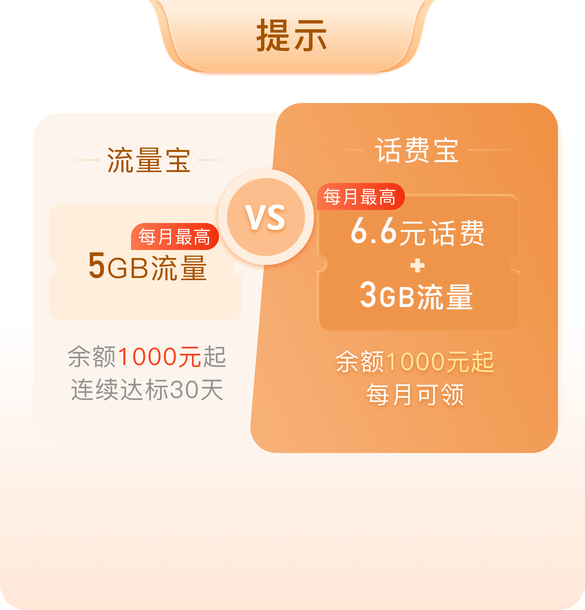 提示
流量宝
每月最高
5GB流量
余额1000元起
连续达标30天
VS
话费宝
每月最高
6.6元话费
+
3GB流量
余额1000元起
每月可领